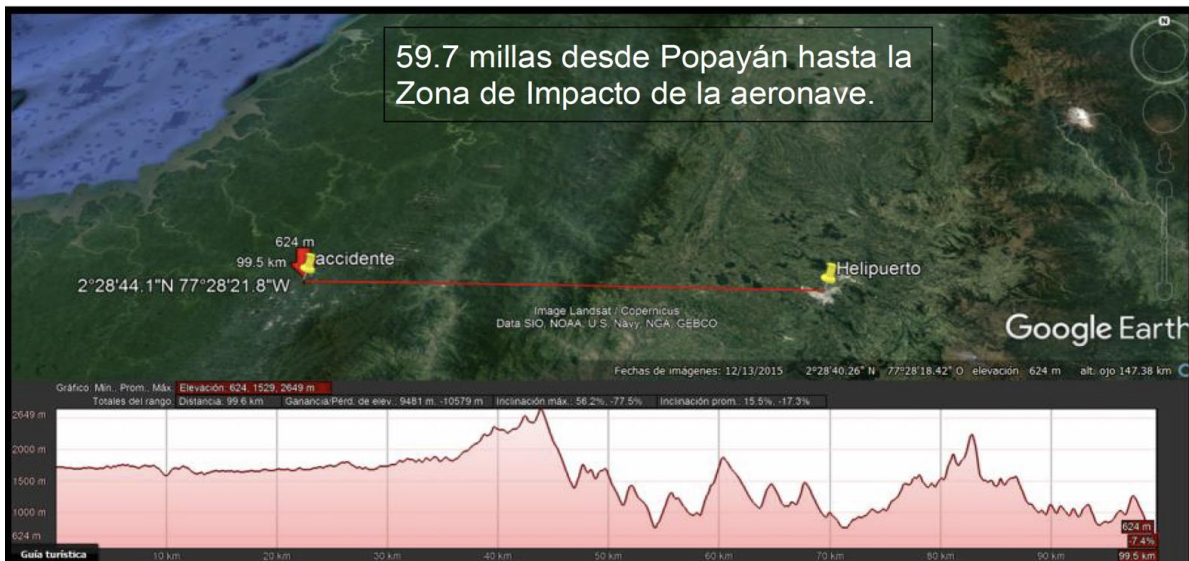 59.7 millas desde Popayán hasta la
Zona de Impacto de la aeronave.
N
624 m
99.5 km
accidente
2°28'44.1"N 77°28'21.8"W
Helipuerto
Image Landsat / Copernicus
Data SIO, NOAA, U.S. Navy, NGA, GEBCO
Google Earth
Fechas de imágenes: 12/13/2015 2°28'40.26" N 77°28'18.42" O elevación 624 m alt. ojo 147.38 km
Gráfico: Mín., Prom., Máx. Elevación: 624, 1529, 2649 m
Totales del rango: Distancia: 99.6 km Ganancia/Pérd. de elev.: 9481 m, -10579 m Inclinación máx.: 56.2%, -77.5% Inclinación prom.: 15.5%, -17.3%
2649 m
2000 m
1500 m
1000 m
624 m
624 m
-7.4%
Guía turística 10 km 20 km 30 km 40 km 50 km 60 km 70 km 80 km 90 km 99.5 km